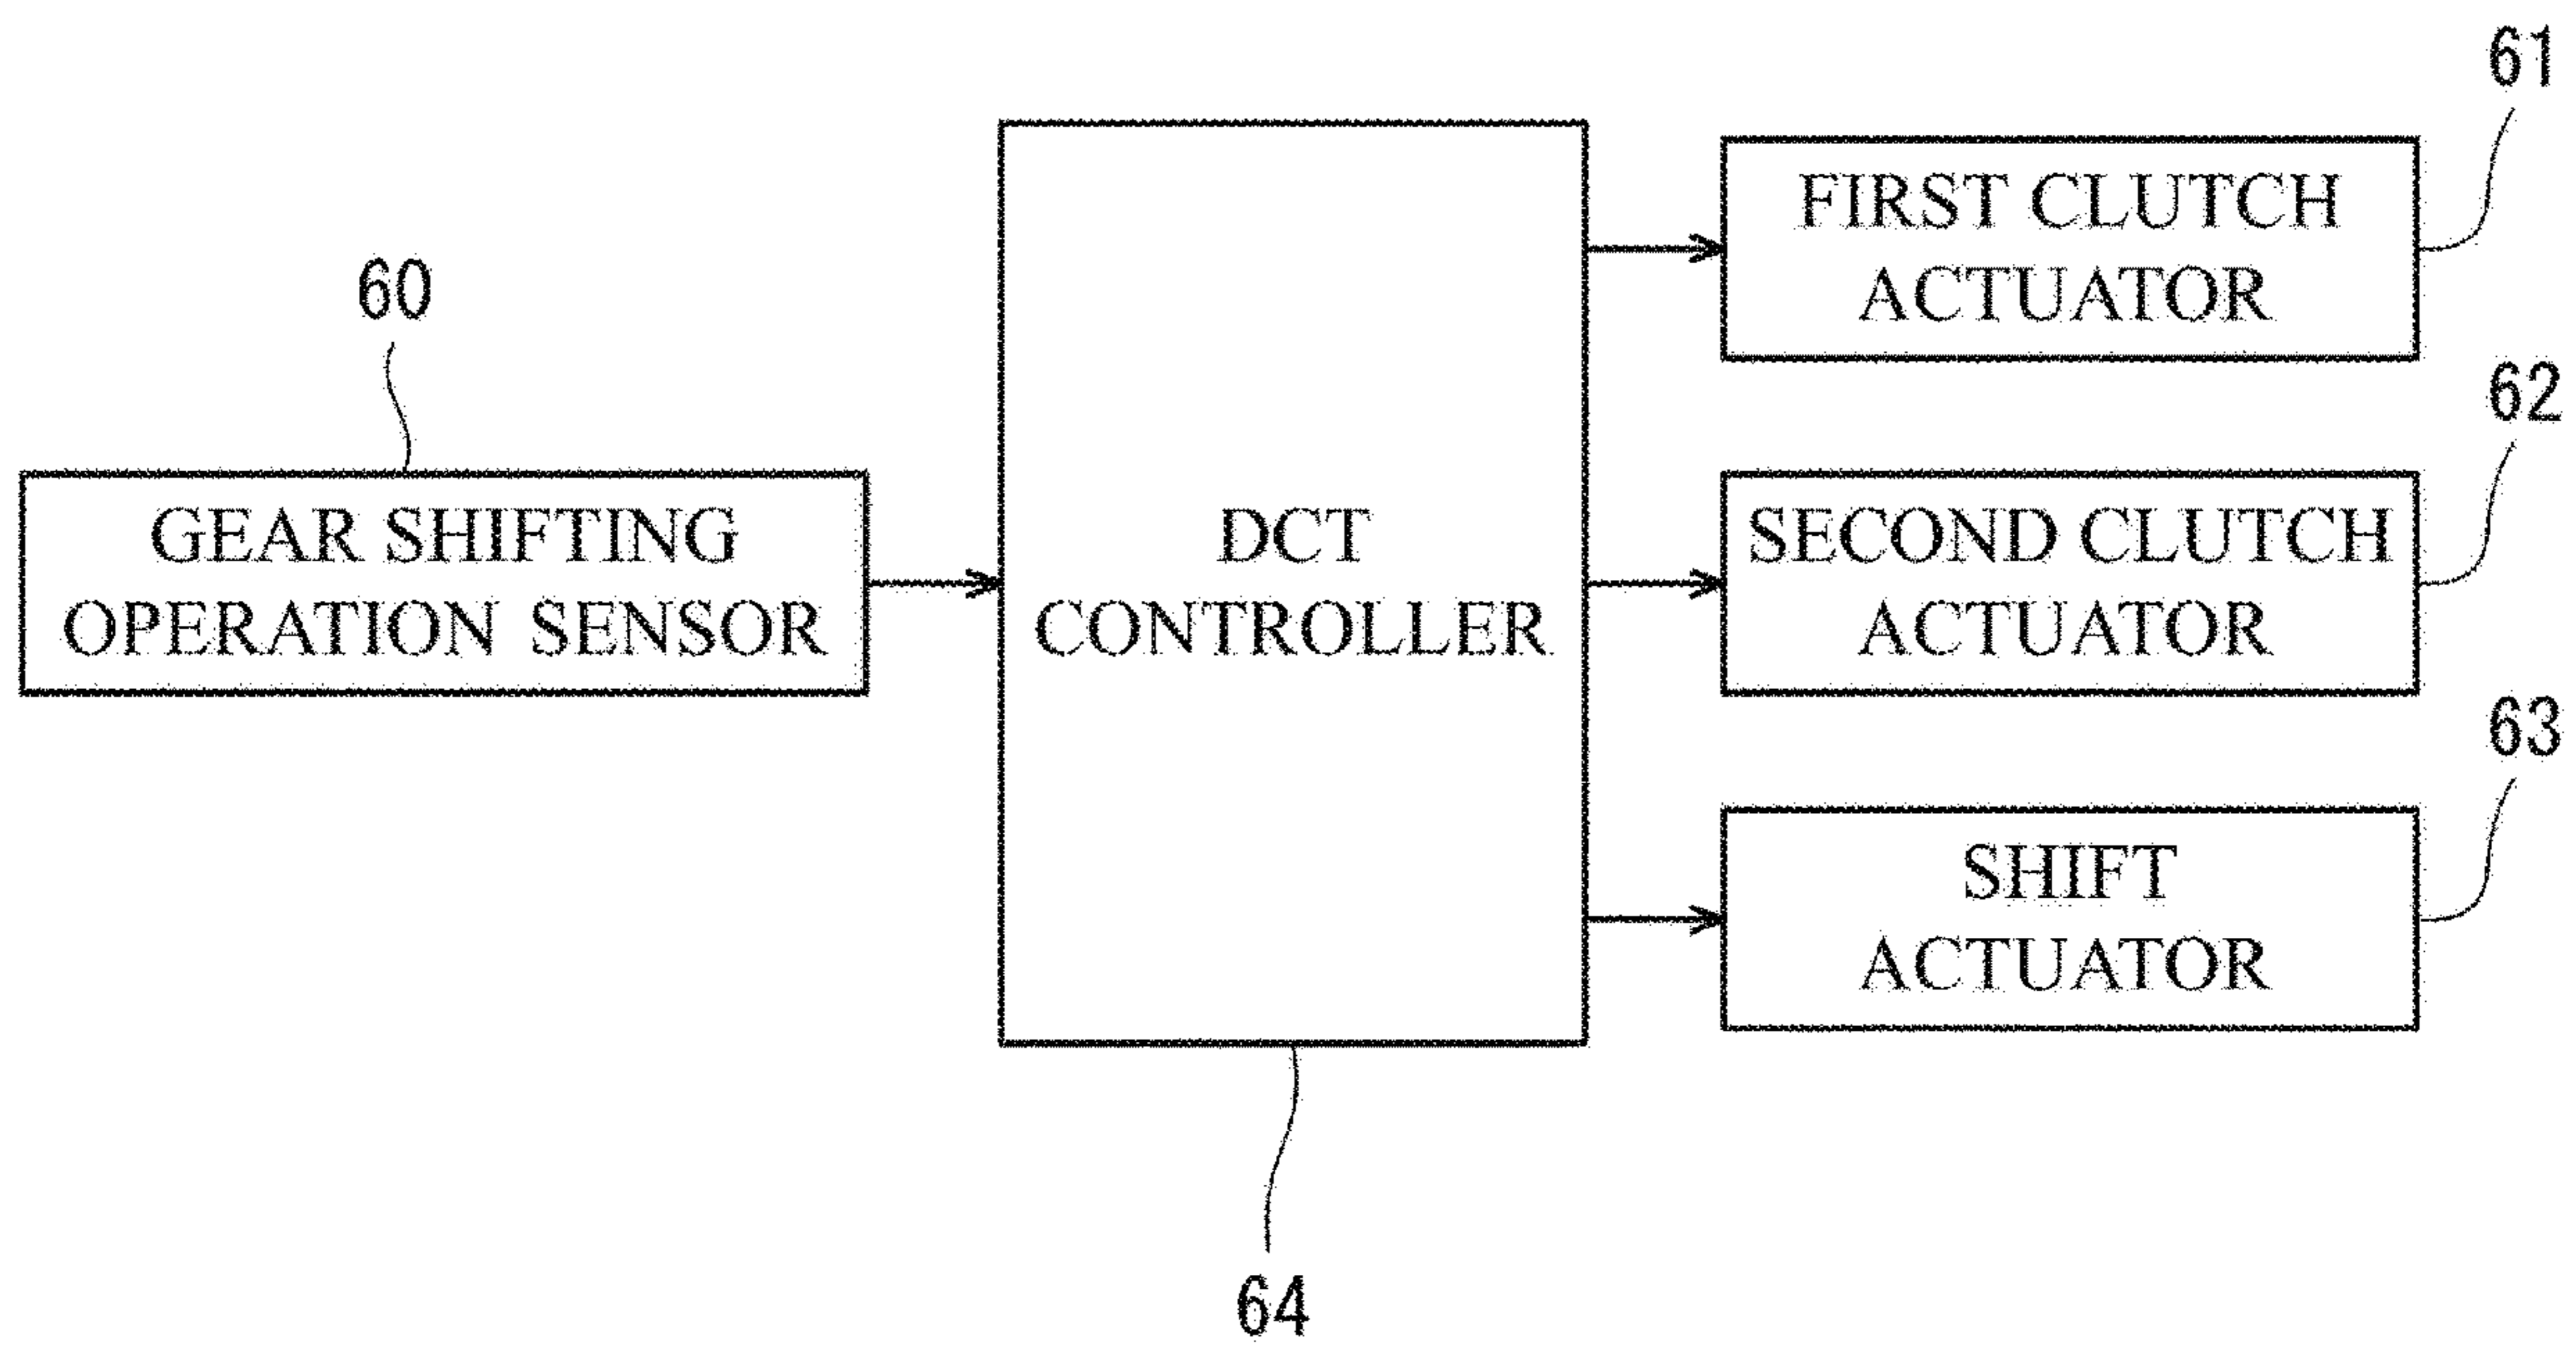 61
FIRST CLUTCH
ACTUATOR
60
62
GEAR SHIFTING
OPERATION SENSOR
DCT
CONTROLLER
SECOND CLUTCH
ACTUATOR
63
SHIFT
ACTUATOR
64